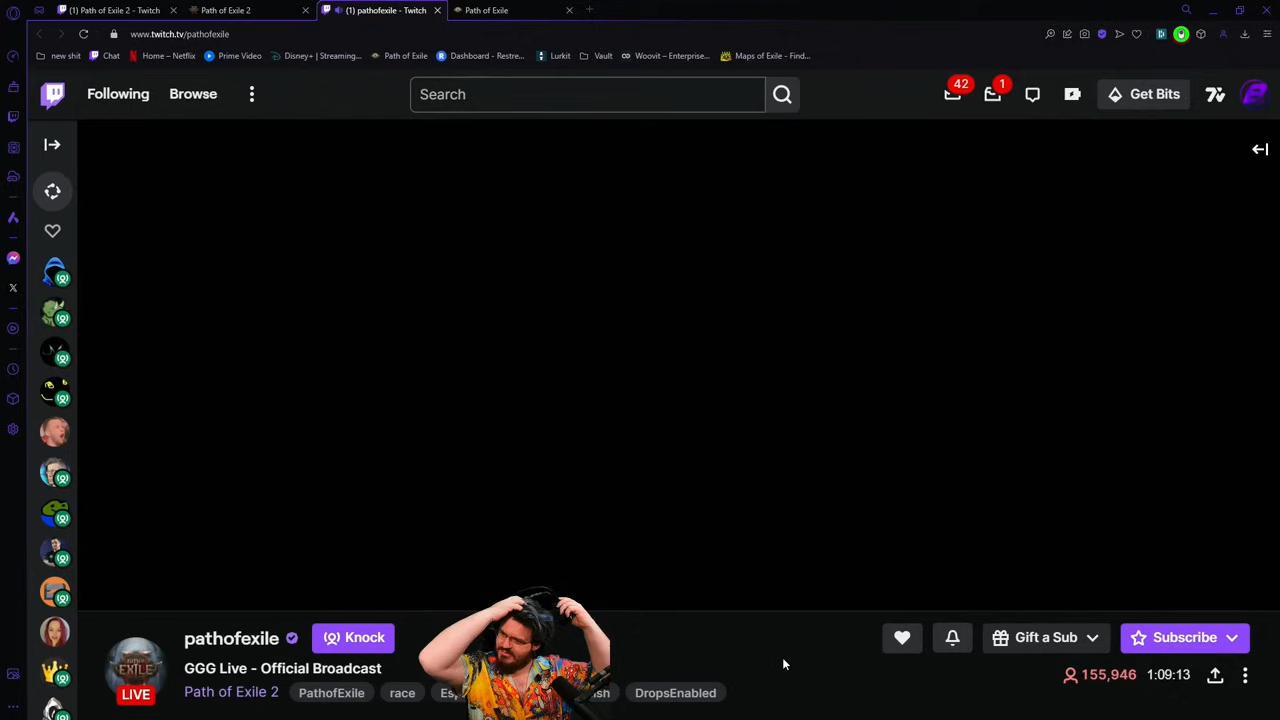 (1) Path of Exile 2 - Twitch
Path of Exile 2
(1) pathofexile - Twitch
Path of Exile
www.twitch.tv/pathofexile
new shit
Chat
Home – Netflix
Prime Video
Disney+ | Streaming...
Path of Exile
Dashboard - Restre...
Lurkit
Vault
Woovit – Enterprise...
Maps of Exile - Find...
Following
Browse
Search
42
1
Get Bits
pathofexile
Knock
Gift a Sub
Subscribe
GGG Live - Official Broadcast
155,946
1:09:13
EXILE
LIVE
Path of Exile 2
PathofExile
race
DropsEnabled